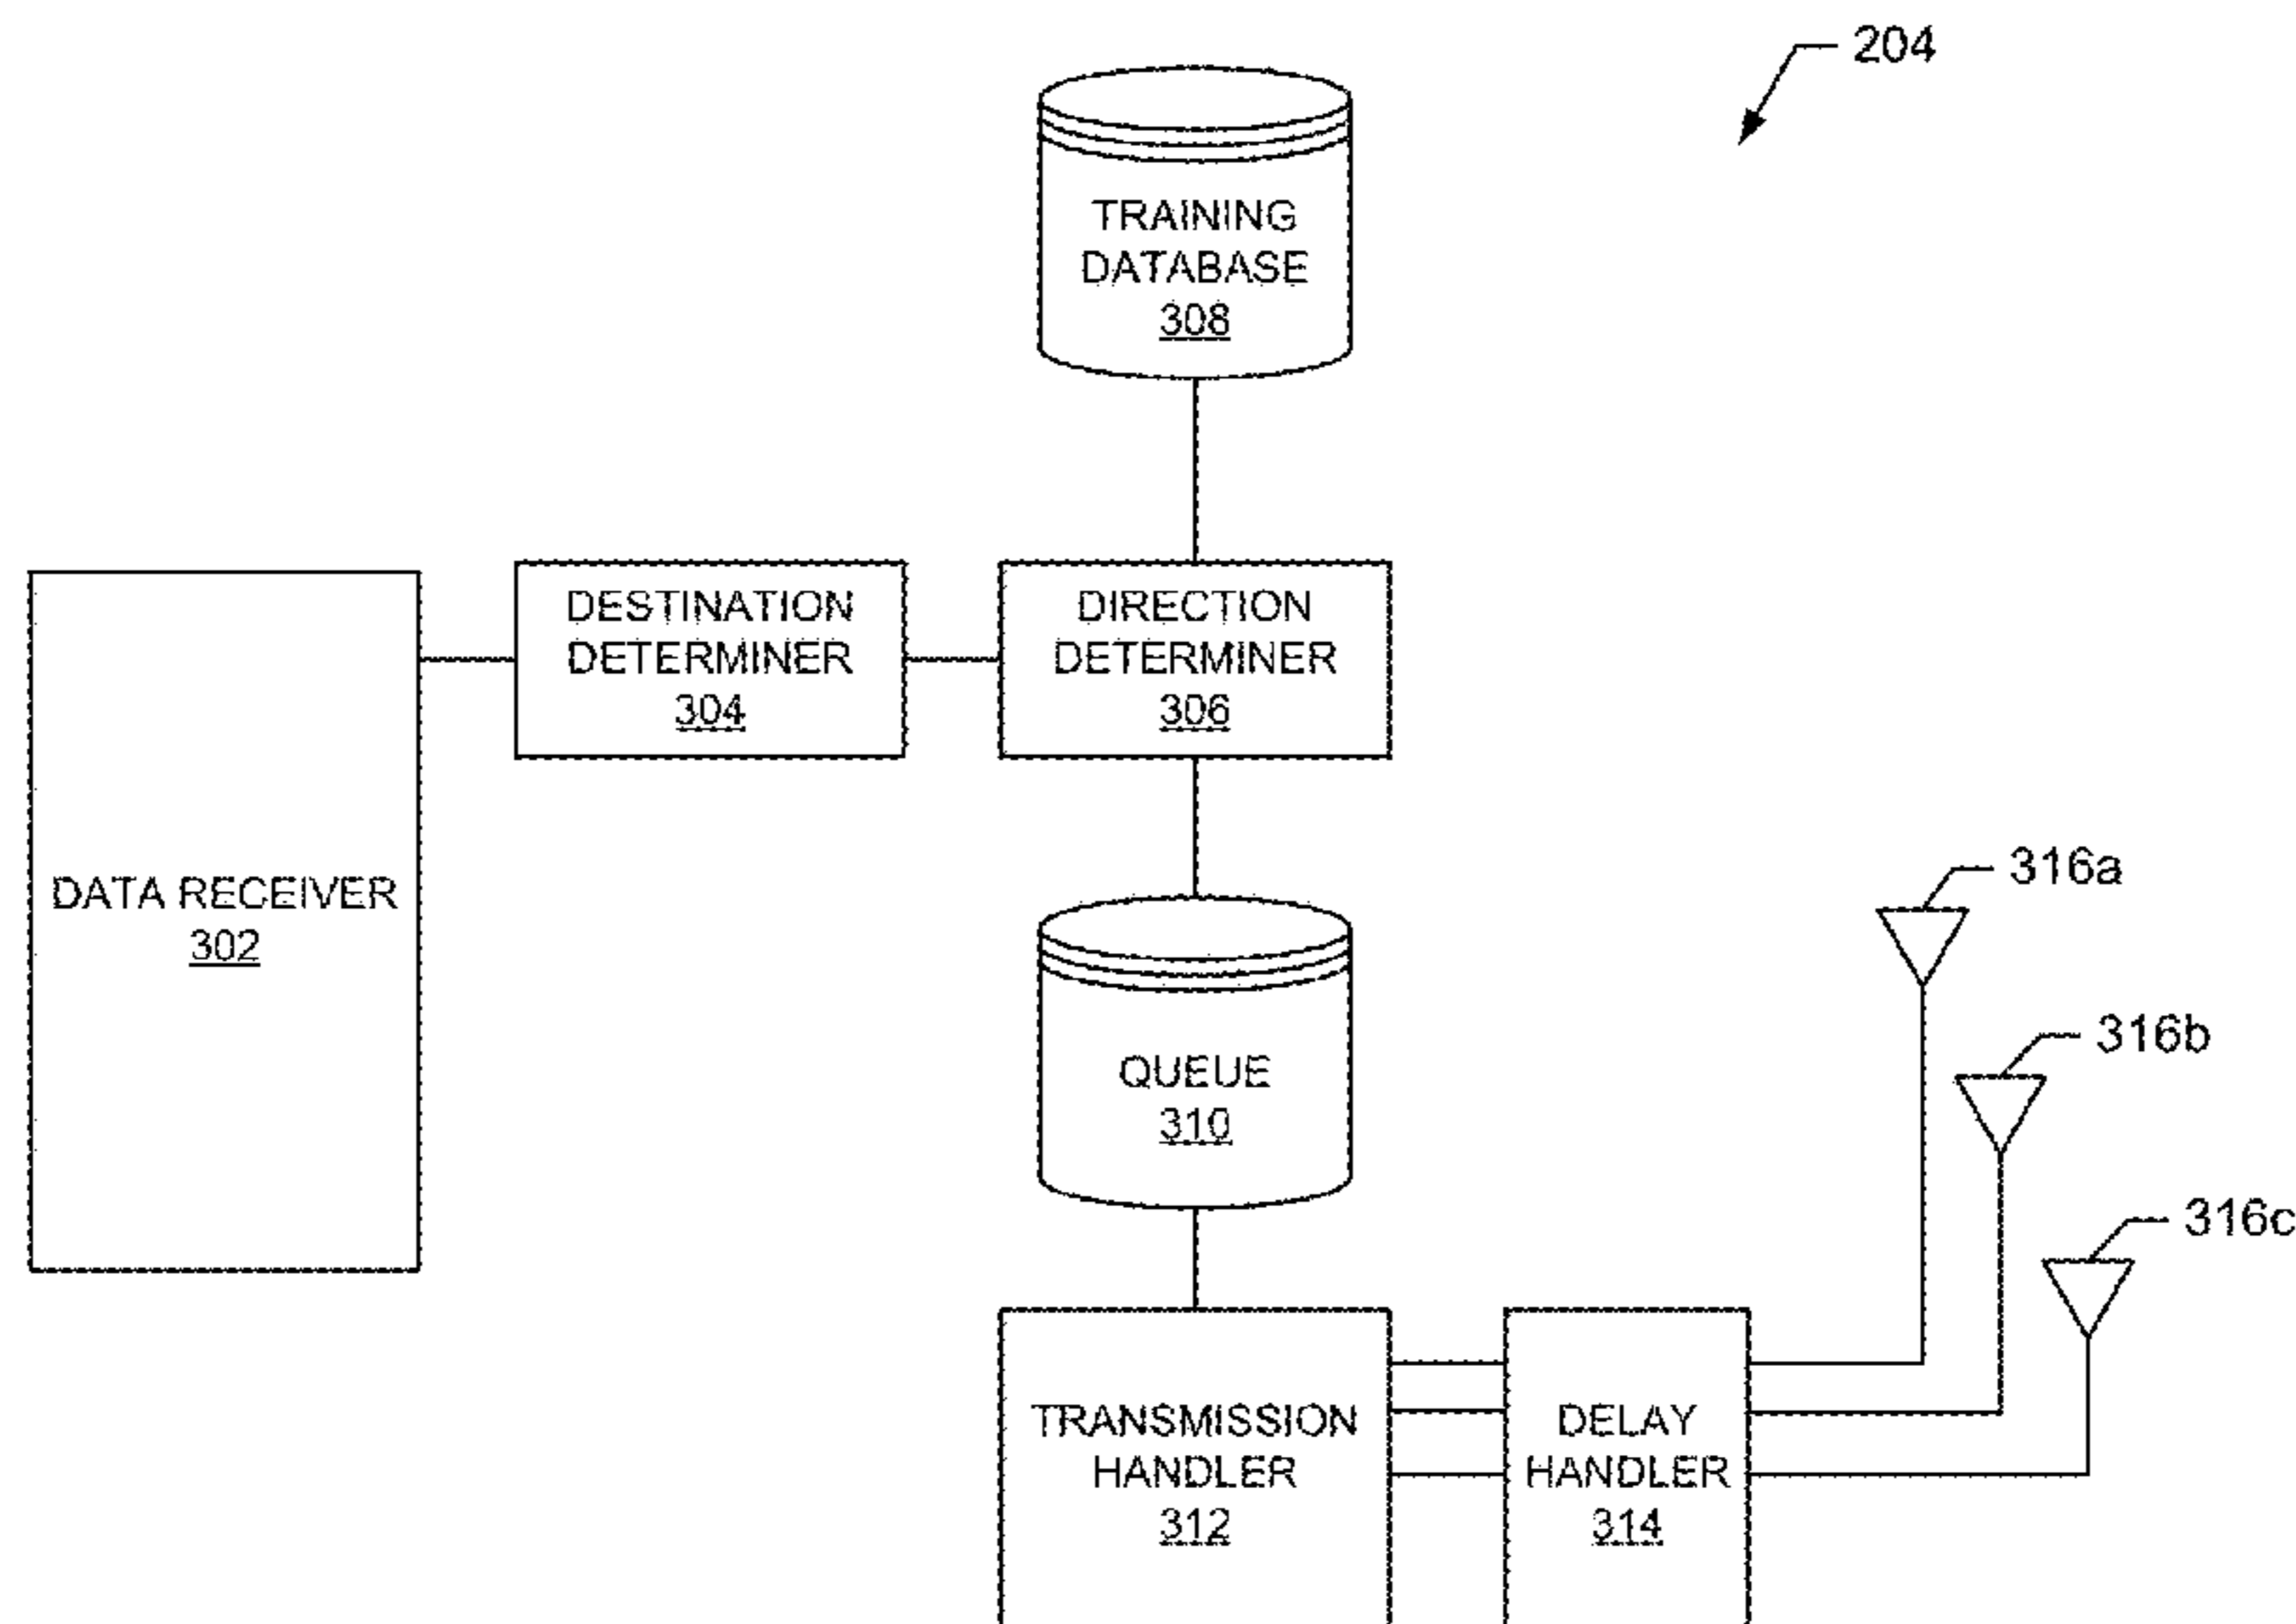 204
TRAINING
DATABASE
308
DESTINATION
DETERMINER
304
DIRECTION
DETERMINER
306
DATA RECEIVER
302
316a
316b
QUEUE
310
316c
TRANSMISSION
HANDLER
312
DELAY
HANDLER
314